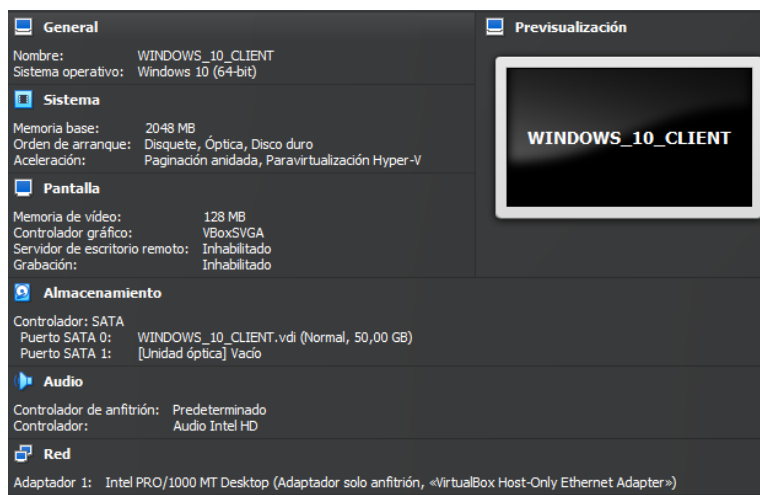 General
Nombre: WINDOWS_10_CLIENT
Sistema operativo: Windows 10 (64-bit)
Sistema
Memoria base: 2048 MB
Orden de arranque: Disquete, Óptica, Disco duro
Aceleración: Paginación anidada, Paravirtualización Hyper-V
Pantalla
Memoria de vídeo: 128 MB
Controlador gráfico: VBoxSVGA
Servidor de escritorio remoto: Inhabilitado
Grabación: Inhabilitado
Previsualización
WINDOWS_10_CLIENT
Almacenamiento
Controlador: SATA
Puerto SATA 0: WINDOWS_10_CLIENT.vdi (Normal, 50,00 GB)
Puerto SATA 1: [Unidad óptica] Vacío
Audio
Controlador de anfitrión: Predeterminado
Controlador: Audio Intel HD
Red
Adaptador 1: Intel PRO/1000 MT Desktop (Adaptador solo anfitrión, «VirtualBox Host-Only Ethernet Adapter»)